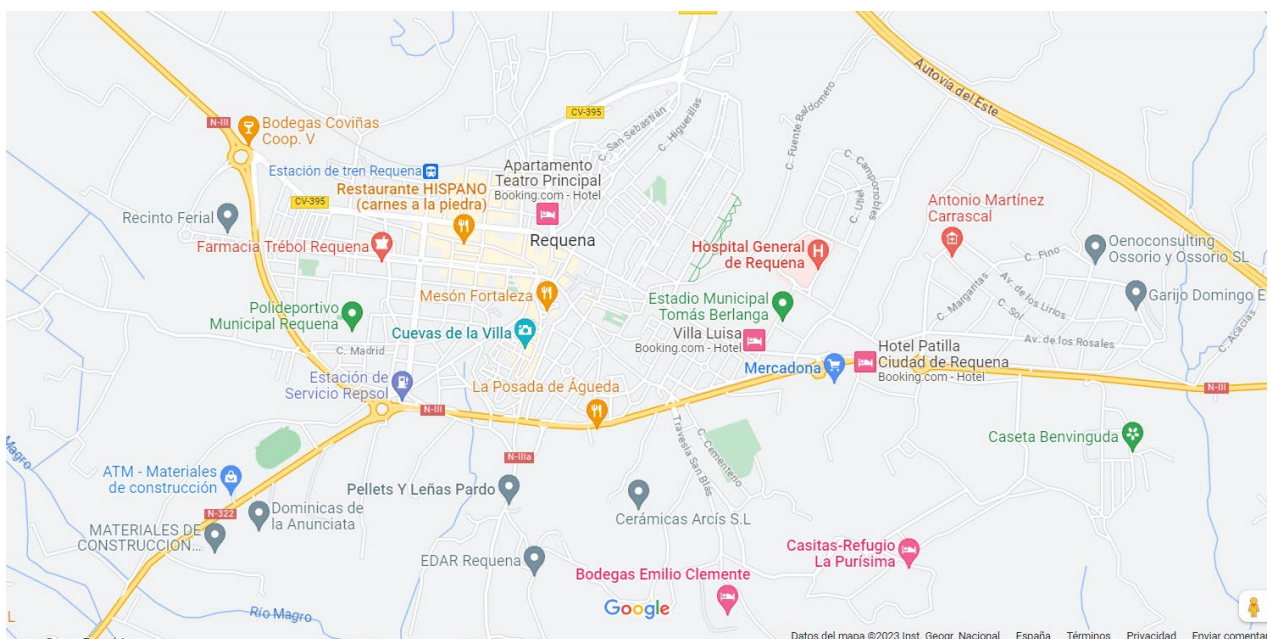 Autovía del Este
CV-395
N-III
Bodegas Coviñas
Coop. V
C. San Sebastián
C. Higuerillas
C. Fuente Baldomero
C. Camporrobles
C. Utiel
Estación de tren Requena
Apartamento
Teatro Principal
Booking.com - Hotel
Restaurante HISPANO
(carnes a la piedra)
CV-395
Recinto Ferial
Farmacia Trébol Requena
Requena
Hospital General
de Requena
Antonio Martínez
Carrascal
Oenoconsulting
Ossorio y Ossorio SL
C. Fino
C. Margaritas
Av. de los Lirios
C. Sol
Garijo Domingo E
Mesón Fortaleza
Estadio Municipal
Tomás Berlanga
Polideportivo
Municipal Requena
Cuevas de la Villa
Villa Luisa
Booking.com - Hotel
C. Madrid
Av. de los Rosales
C. Acacias
Hotel Patilla
Ciudad de Requena
Booking.com - Hotel
Mercadona
Estación de
Servicio Repsol
La Posada de Águeda
N-III
N-III
Travesía San Blás
C. Cementerio
Caseta Benvinguda
Magro
N-IIIa
ATM - Materiales
de construcción
Pellets Y Leñas Pardo
N-322
Dominicas de
la Anunciata
Cerámicas Arcís S.L
MATERIALES DE
CONSTRUCCION...
EDAR Requena
Casitas-Refugio
La Purísima
Bodegas Emilio Clemente
Río Magro
L
Google
Datos del mapa ©2023 Inst. Geogr. Nacional España Términos Privacidad Enviar comentar